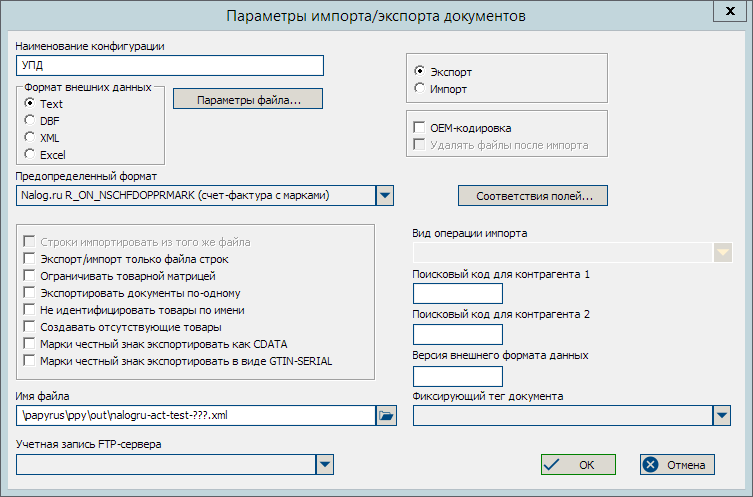 Параметры импорта/экспорта документов
Наименование конфигурации
УПД
Формат внешних данных
Text
DBF
XML
Excel
Параметры файла...
Экспорт
Импорт
OEM-кодировка
Удалять файлы после импорта
Предопределенный формат
Nalog.ru R_ON_NSCHFDOPPRMARK (счет-фактура с марками)
Соответствия полей...
Строки импортировать из того же файла
Экспорт/импорт только файла строк
Ограничивать товарной матрицей
Экспортировать документы по-одному
Не идентифицировать товары по имени
Создавать отсутствующие товары
Марки честный знак экспортировать как CDATA
Марки честный знак экспортировать в виде GTIN-SERIAL
Вид операции импорта
Поисковый код для контрагента 1
Поисковый код для контрагента 2
Версия внешнего формата данных
Имя файла
\papyrus\ppy\out\nalogru-act-test-???.xml
Фиксирующий тег документа
Учетная запись FTP-сервера
OK
Отмена